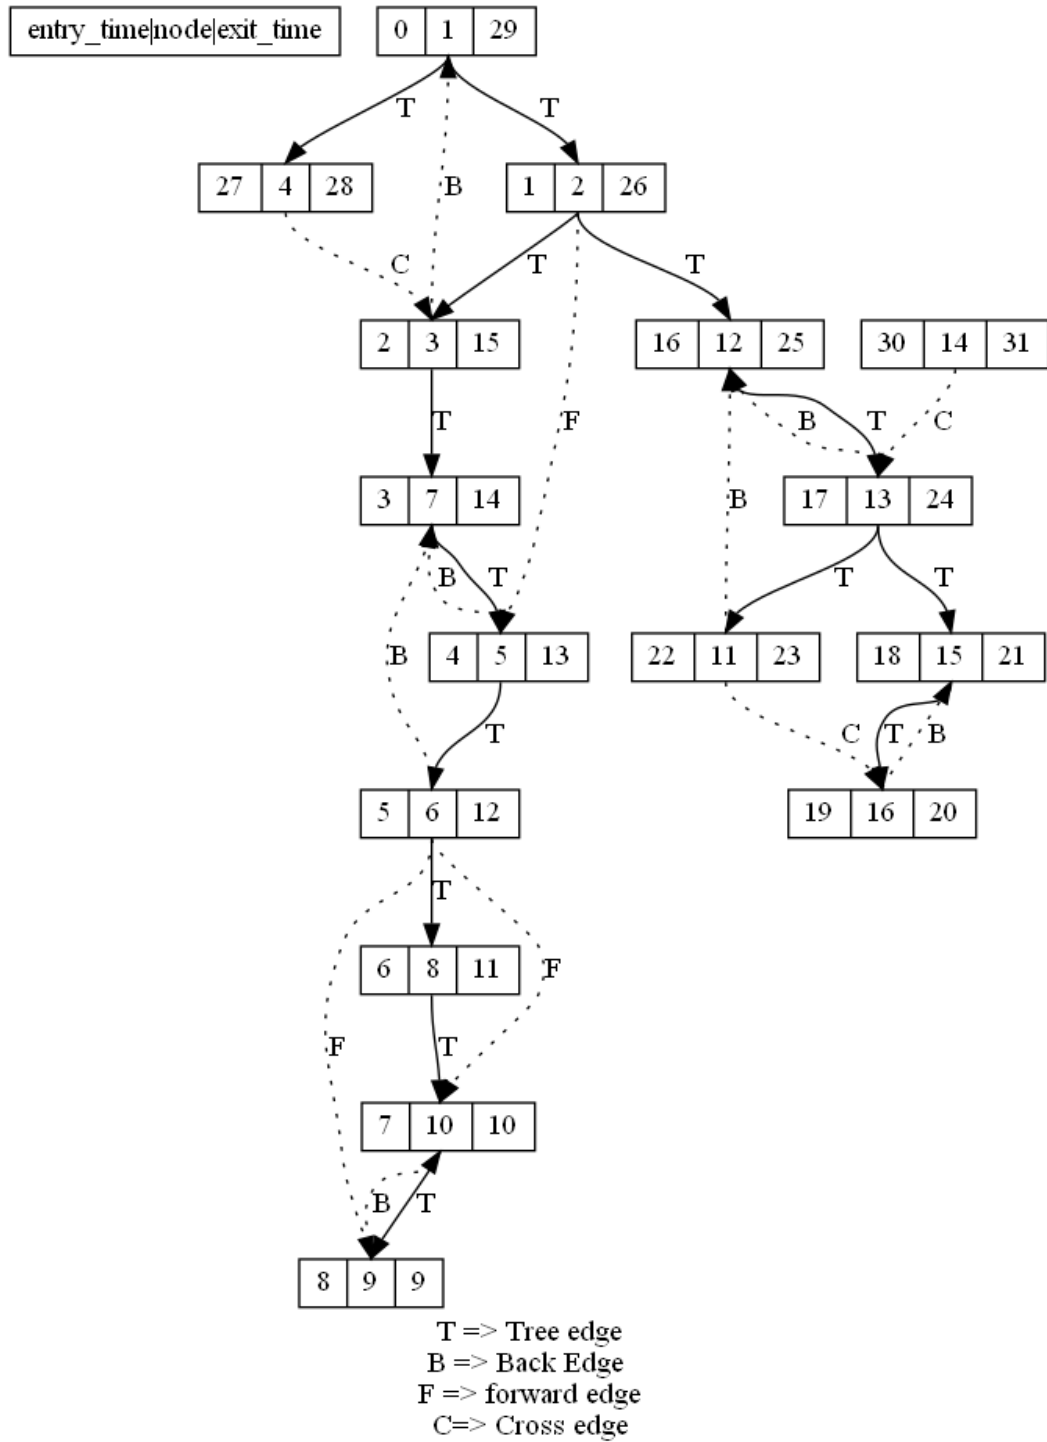 entry_time|node|exit_time
0 1 29
T T
27 4 28
B
1 2 26
C T T
2 3 15
16 12 25
30 14 31
T F B T C
3 7 14
17 13 24
B
B T T T
B
4 5 13
22 11 23
18 15 21
T C T B
5 6 12
19 16 20
T
6 8 11
F
F T
7 10 10
B T
8 9 9
T => Tree edge
B => Back Edge
F => forward edge
C=> Cross edge